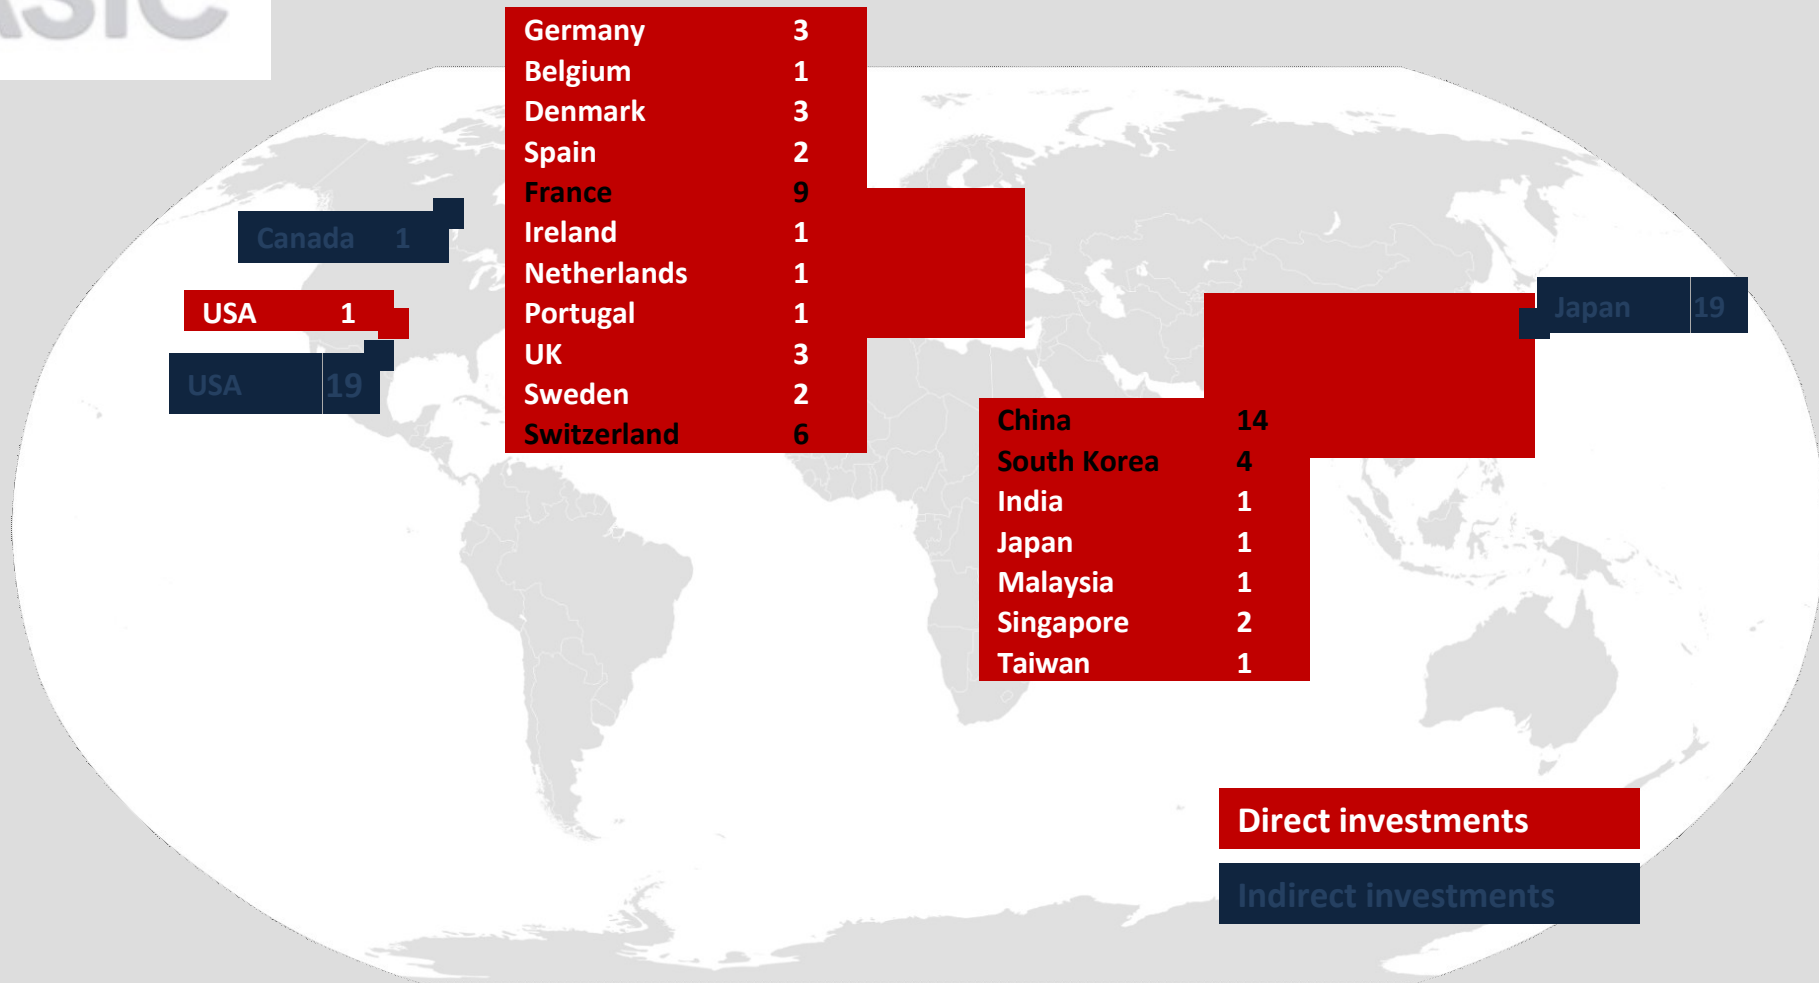 ASIC
Germany 3
Belgium 1
Denmark 3
Spain 2
France 9
Ireland 1
Netherlands 1
Portugal 1
UK 3
Sweden 2
Switzerland 6
Canada 1
USA 1
USA 19
Japan 19
China 14
South Korea 4
India 1
Japan 1
Malaysia 1
Singapore 2
Taiwan 1
Direct investments
Indirect investments